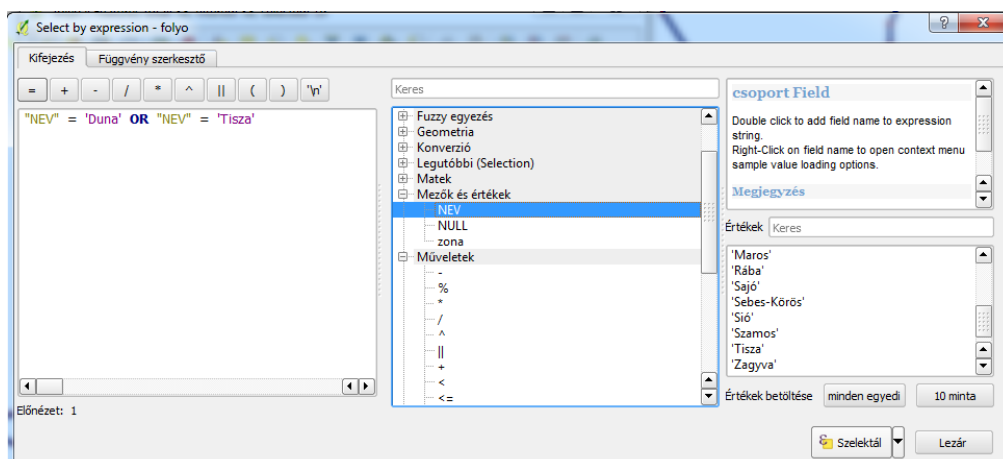 Select by expression - folyo
Kifejezés
Függvény szerkesztő
= + - / * ^ || ( ) '\n'
"NEV" = 'Duna' OR "NEV" = 'Tisza'
Előnézet: 1
Keres
Fuzzy egyezés
Geometria
Konverzió
Legutóbbi (Selection)
Matek
Mezők és értékek
NEV
NULL
zona
Műveletek
-
%
*
/
^
||
+
<
<=
csoport Field
Double click to add field name to expression
string.
Right-Click on field name to open context menu
sample value loading options.
Megjegyzés
Értékek Keres
'Maros'
'Rába'
'Sajó'
'Sebes-Körös'
'Sió'
'Szamos'
'Tisza'
'Zagyva'
Értékek betöltése minden egyedi 10 minta
Szelektál Lezár